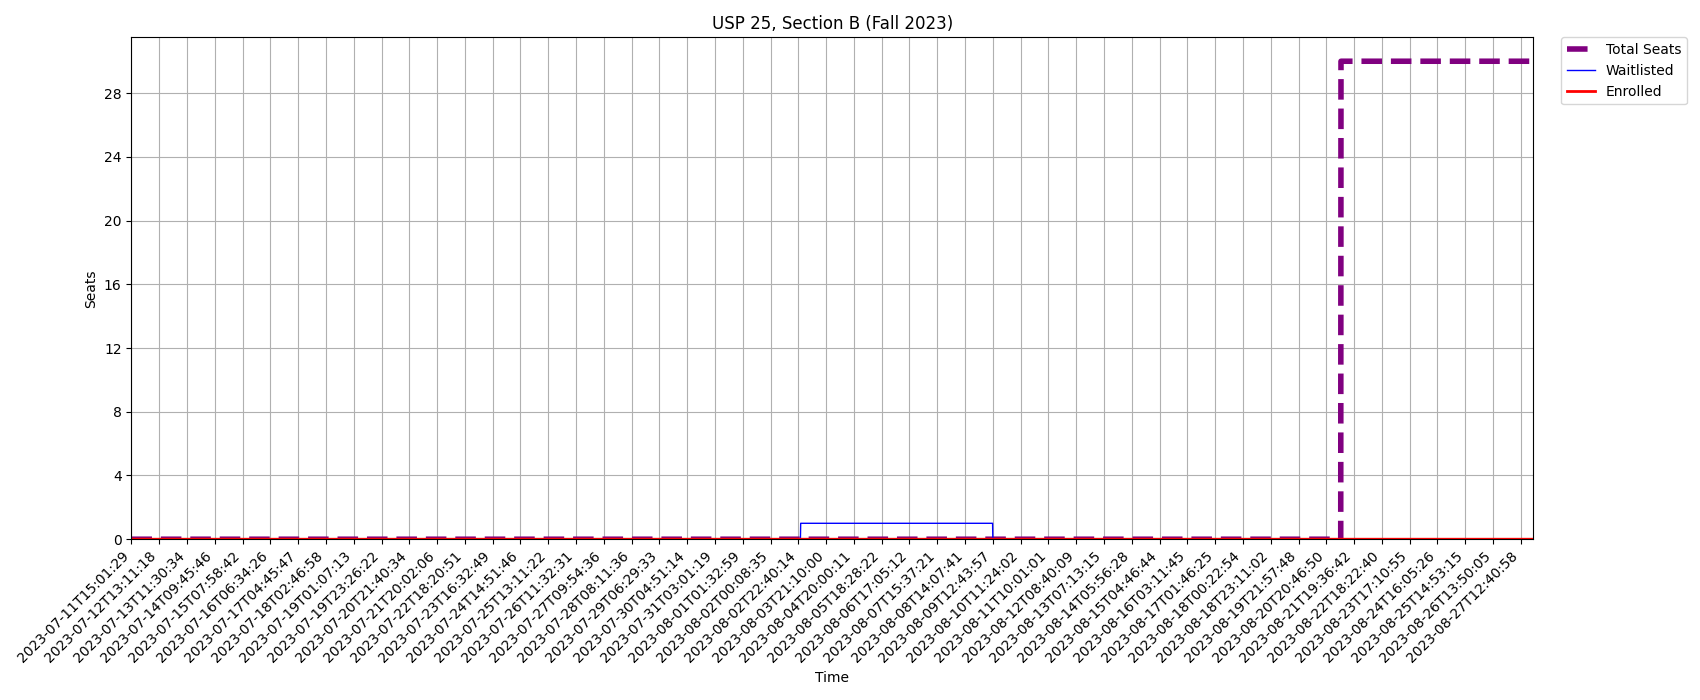 USP 25, Section B (Fall 2023)
Total Seats
Waitlisted
Enrolled
28
24
20
16
12
8
4
0
Seats
2023-07-11T15:01:29
2023-07-12T13:11:18
2023-07-13T11:30:34
2023-07-14T09:45:46
2023-07-15T07:58:42
2023-07-16T06:34:26
2023-07-17T04:45:47
2023-07-18T02:46:58
2023-07-19T01:07:13
2023-07-19T23:26:22
2023-07-20T21:40:34
2023-07-21T20:02:06
2023-07-22T18:20:51
2023-07-23T16:32:49
2023-07-24T14:51:46
2023-07-25T13:11:22
2023-07-26T11:32:31
2023-07-27T09:54:36
2023-07-28T08:11:36
2023-07-29T06:29:33
2023-07-30T04:51:14
2023-07-31T03:01:19
2023-08-01T01:32:59
2023-08-02T00:08:35
2023-08-02T22:40:14
2023-08-03T21:10:00
2023-08-04T20:00:11
2023-08-05T18:28:22
2023-08-06T17:05:12
2023-08-07T15:37:21
2023-08-08T14:07:41
2023-08-09T12:43:57
2023-08-10T11:24:02
2023-08-11T10:01:01
2023-08-12T08:40:09
2023-08-13T07:13:15
2023-08-14T05:56:28
2023-08-15T04:46:44
2023-08-16T03:11:45
2023-08-17T01:46:25
2023-08-18T00:22:54
2023-08-18T23:11:02
2023-08-19T21:57:48
2023-08-20T20:46:50
2023-08-21T19:36:42
2023-08-22T18:22:40
2023-08-23T17:10:55
2023-08-24T16:05:26
2023-08-25T14:53:15
2023-08-26T13:50:05
2023-08-27T12:40:58
Time